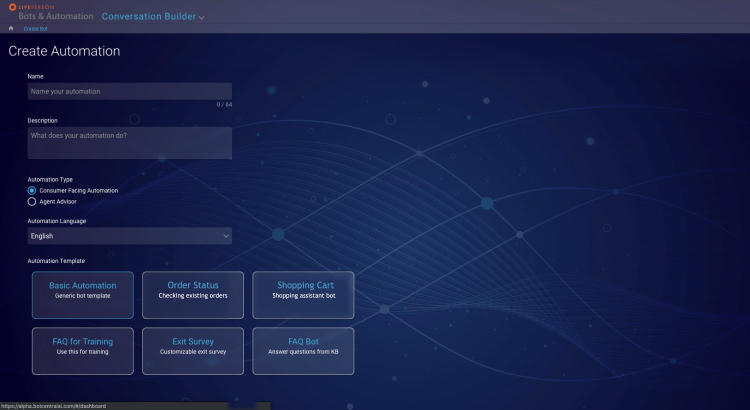 LIVEPERSON
Bots & Automation Conversation Builder
Create Bot
Create Automation
Name
Name your automation
0 / 64
Description
What does your automation do?
Automation Type
Consumer Facing Automation
Agent Advisor
Automation Language
English
Automation Template
Basic Automation Order Status Shopping Cart
Generic bot template Checking existing orders Shopping assistant bot
FAQ for Training Exit Survey FAQ Bot
Use this for training Customizable exit survey Answer questions from KB
https://alpha.botcentralai.com/#/dashboard